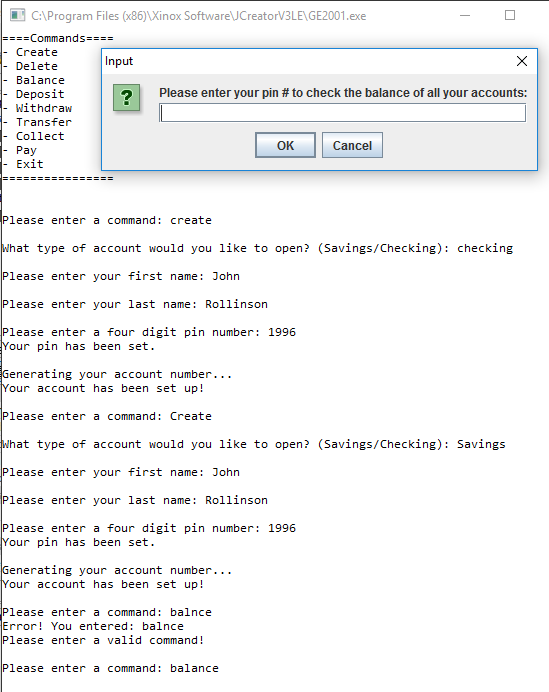 C:\Program Files (x86)\Xinox Software\JCreatorV3LE\GE2001.exe
====Commands====
- Create
- Delete
- Balance
- Deposit
- Withdraw
- Transfer
- Collect
- Pay
- Exit
================
Input
Please enter your pin # to check the balance of all your accounts:
OK Cancel
Please enter a command: create
What type of account would you like to open? (Savings/Checking): checking
Please enter your first name: John
Please enter your last name: Rollinson
Please enter a four digit pin number: 1996
Your pin has been set.
Generating your account number...
Your account has been set up!
Please enter a command: Create
What type of account would you like to open? (Savings/Checking): Savings
Please enter your first name: John
Please enter your last name: Rollinson
Please enter a four digit pin number: 1996
Your pin has been set.
Generating your account number...
Your account has been set up!
Please enter a command: balnce
Error! You entered: balnce
Please enter a valid command!
Please enter a command: balance